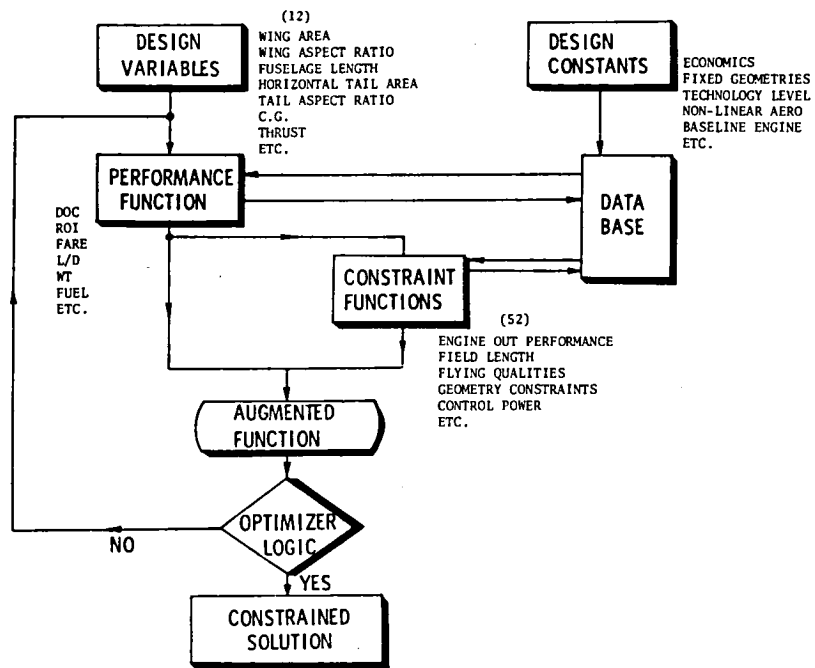 (12)
DESIGN
VARIABLES
WING AREA
WING ASPECT RATIO
FUSELAGE LENGTH
HORIZONTAL TAIL AREA
TAIL ASPECT RATIO
C.G.
THRUST
ETC.
DESIGN
CONSTANTS
ECONOMICS
FIXED GEOMETRIES
TECHNOLOGY LEVEL
NON-LINEAR AERO
BASELINE ENGINE
ETC.
PERFORMANCE
FUNCTION
DATA
BASE
DOC
ROI
FARE
L/D
WT
FUEL
ETC.
CONSTRAINT
FUNCTIONS
(52)
ENGINE OUT PERFORMANCE
FIELD LENGTH
FLYING QUALITIES
GEOMETRY CONSTRAINTS
CONTROL POWER
ETC.
AUGMENTED
FUNCTION
OPTIMIZER
LOGIC
NO
YES
CONSTRAINED
SOLUTION